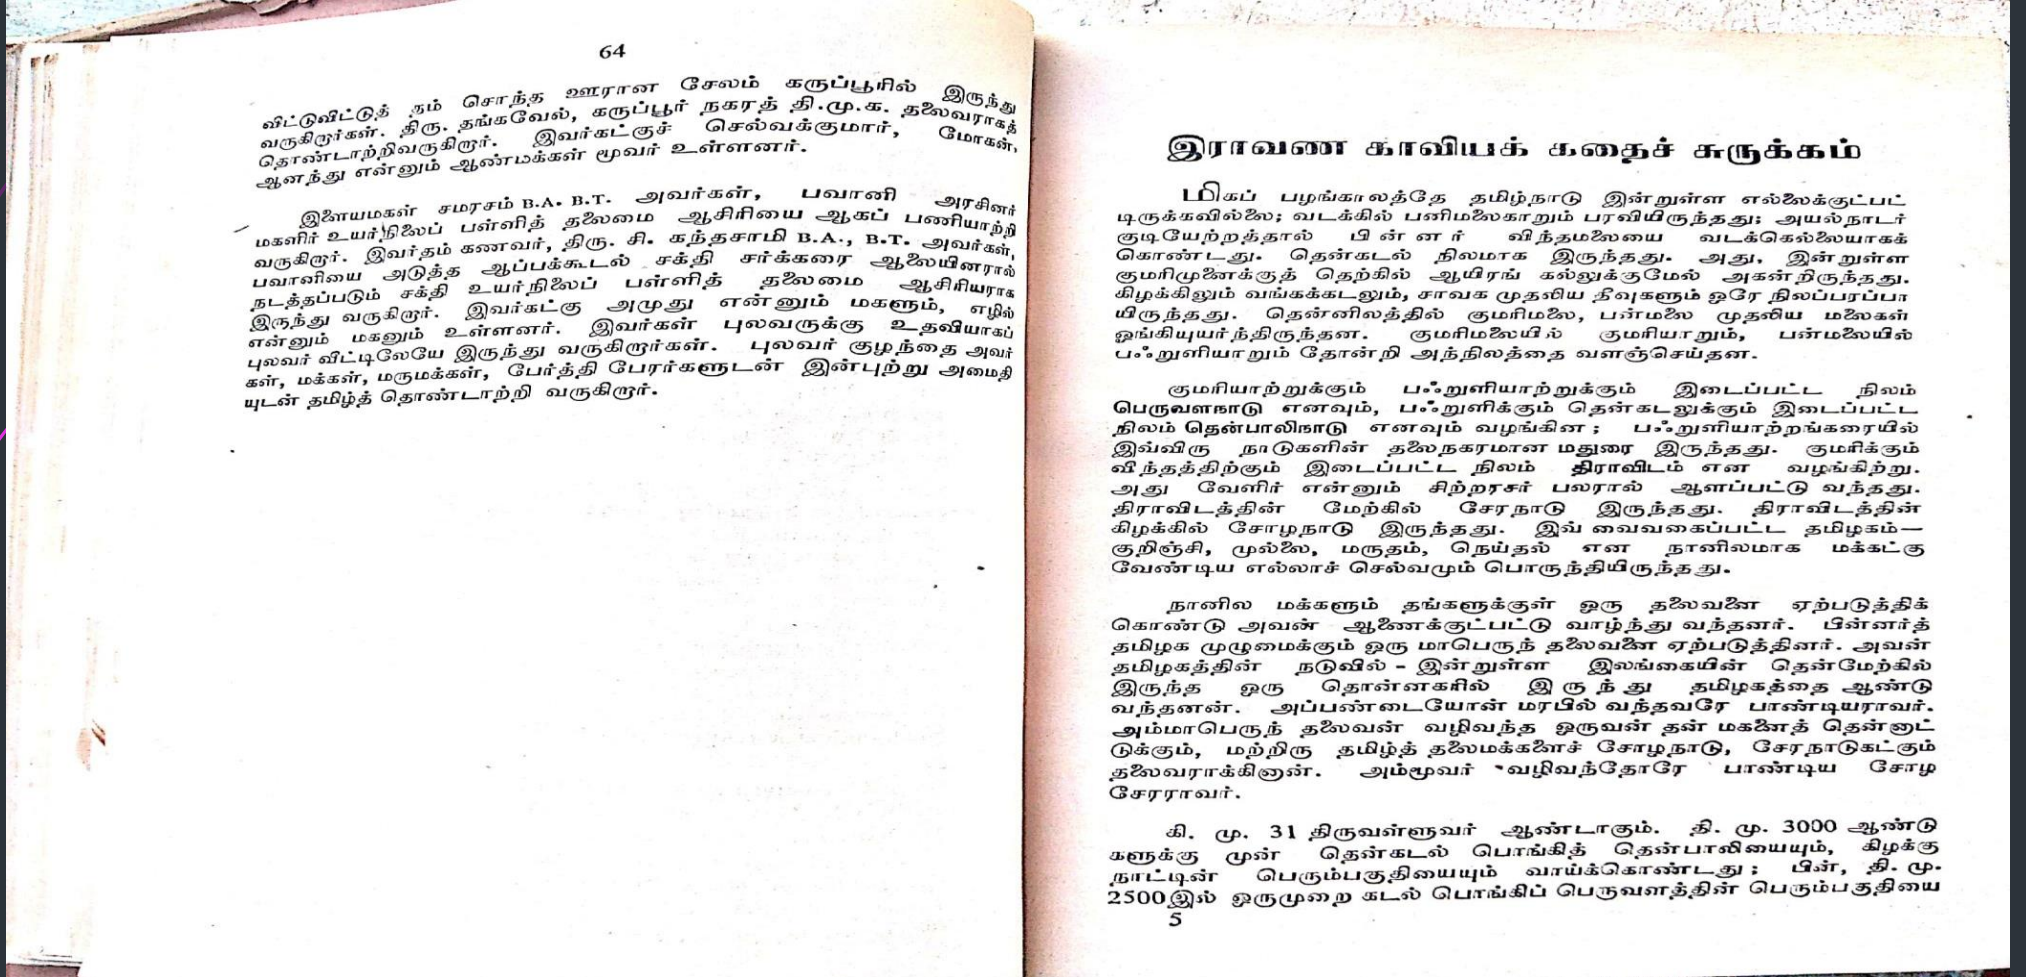 64
விட்டுவிட்டுத் தம் சொந்த ஊரான சேலம் கருப்பூரில் இருந்து
வருகிறார்கள். திரு. தங்கவேல், கருப்பூர் நகரத் தி.மு.க. தலைவராகத்
தொண்டாற்றிவருகிறார். இவர்கட்குச் செல்வக்குமார், மோகன்,
ஆனந்து என்னும் ஆண்மக்கள் மூவர் உள்ளனர்.
இளையமகள் சமரசம் B.A. B.T. அவர்கள், பவானி அரசினர்
மகளிர் உயர்நிலைப் பள்ளித் தலைமை ஆசிரியை ஆகப் பணியாற்றி
வருகிறார். இவர்தம் கணவர், திரு. சி. கந்தசாமி B.A., B.T. அவர்கள்,
பவானியை அடுத்த ஆப்பக்கூடல் சக்தி சர்க்கரை ஆலையினரால்
நடத்தப்படும் சக்தி உயர்நிலைப் பள்ளித் தலைமை ஆசிரியராக
இருந்து வருகிறார். இவர்கட்கு அமுது என்னும் மகளும், எழில்
என்னும் மகனும் உள்ளனர். இவர்கள் புலவருக்கு உதவியாகப்
புலவர் வீட்டிலேயே இருந்து வருகிறார்கள். புலவர் குழந்தை அவர்
கள், மக்கள், மருமக்கள், பேர்த்தி பேரர்களுடன் இன்புற்று அமைதி
யுடன் தமிழ்த் தொண்டாற்றி வருகிறார்.
இராவண காவியக் கதைச் சுருக்கம்
மிகப் பழங்காலத்தே தமிழ்நாடு இன்றுள்ள எல்லைக்குட்பட்
டிருக்கவில்லை; வடக்கில் பனிமலைகாறும் பரவியிருந்தது; அயல்நாடர்
குடியேற்றத்தால் பின்னர் விந்தமலையை வடக்கெல்லையாகக்
கொண்டது. தென்கடல் நிலமாக இருந்தது. அது, இன்றுள்ள
குமரிமுனைக்குத் தெற்கில் ஆயிரங் கல்லுக்குமேல் அகன்றிருந்தது.
கிழக்கிலும் வங்கக்கடலும், சாவக முதலிய தீவுகளும் ஒரே நிலப்பரப்பா
யிருந்தது. தென்னிலத்தில் குமரிமலை, பன்மலை முதலிய மலைகள்
ஓங்கியுயர்ந்திருந்தன. குமரிமலையில் குமரியாறும், பன்மலையில்
பஃறுளியாறும் தோன்றி அந்நிலத்தை வளஞ்செய்தன.
குமரியாற்றுக்கும் பஃறுளியாற்றுக்கும் இடைப்பட்ட நிலம்
பெருவளநாடு எனவும், பஃறுளிக்கும் தென்கடலுக்கும் இடைப்பட்ட
நிலம் தென்பாலிநாடு எனவும் வழங்கின; பஃறுளியாற்றங்கரையில்
இவ்விரு நாடுகளின் தலைநகரமான மதுரை இருந்தது. குமரிக்கும்
விந்தத்திற்கும் இடைப்பட்ட நிலம் திராவிடம் என வழங்கிற்று.
அது வேளிர் என்னும் சிற்றரசர் பலரால் ஆளப்பட்டு வந்தது.
திராவிடத்தின் மேற்கில் சேரநாடு இருந்தது. திராவிடத்தின்
கிழக்கில் சோழநாடு இருந்தது. இவ் வைவகைப்பட்ட தமிழகம்—
குறிஞ்சி, முல்லை, மருதம், நெய்தல் என நானிலமாக மக்கட்கு
வேண்டிய எல்லாச் செல்வமும் பொருந்தியிருந்தது.
நானில மக்களும் தங்களுக்குள் ஒரு தலைவனை ஏற்படுத்திக்
கொண்டு அவன் ஆணைக்குட்பட்டு வாழ்ந்து வந்தனர். பின்னர்த்
தமிழக முழுமைக்கும் ஒரு மாபெருந் தலைவனை ஏற்படுத்தினர். அவன்
தமிழகத்தின் நடுவில் - இன்றுள்ள இலங்கையின் தென்மேற்கில்
இருந்த ஒரு தொன்னகரில் இருந்து தமிழகத்தை ஆண்டு
வந்தனன். அப்பண்டையோன் மரபில் வந்தவரே பாண்டியராவர்.
அம்மாபெருந் தலைவன் வழிவந்த ஒருவன் தன் மகனைத் தென்னாட்
டுக்கும், மற்றிரு தமிழ்த் தலைமக்களைச் சோழநாடு, சேரநாடுகட்கும்
தலைவராக்கினான். அம்மூவர் வழிவந்தோரே பாண்டிய சோழ
சேரராவர்.
கி. மு. 31 திருவள்ளுவர் ஆண்டாகும். தி. மு. 3000 ஆண்டு
களுக்கு முன் தென்கடல் பொங்கித் தென்பாலியையும், கிழக்கு
நாட்டின் பெரும்பகுதியையும் வாய்க்கொண்டது; பின், தி. மு.
2500இல் ஒருமுறை கடல் பொங்கிப் பெருவளத்தின் பெரும்பகுதியை
5